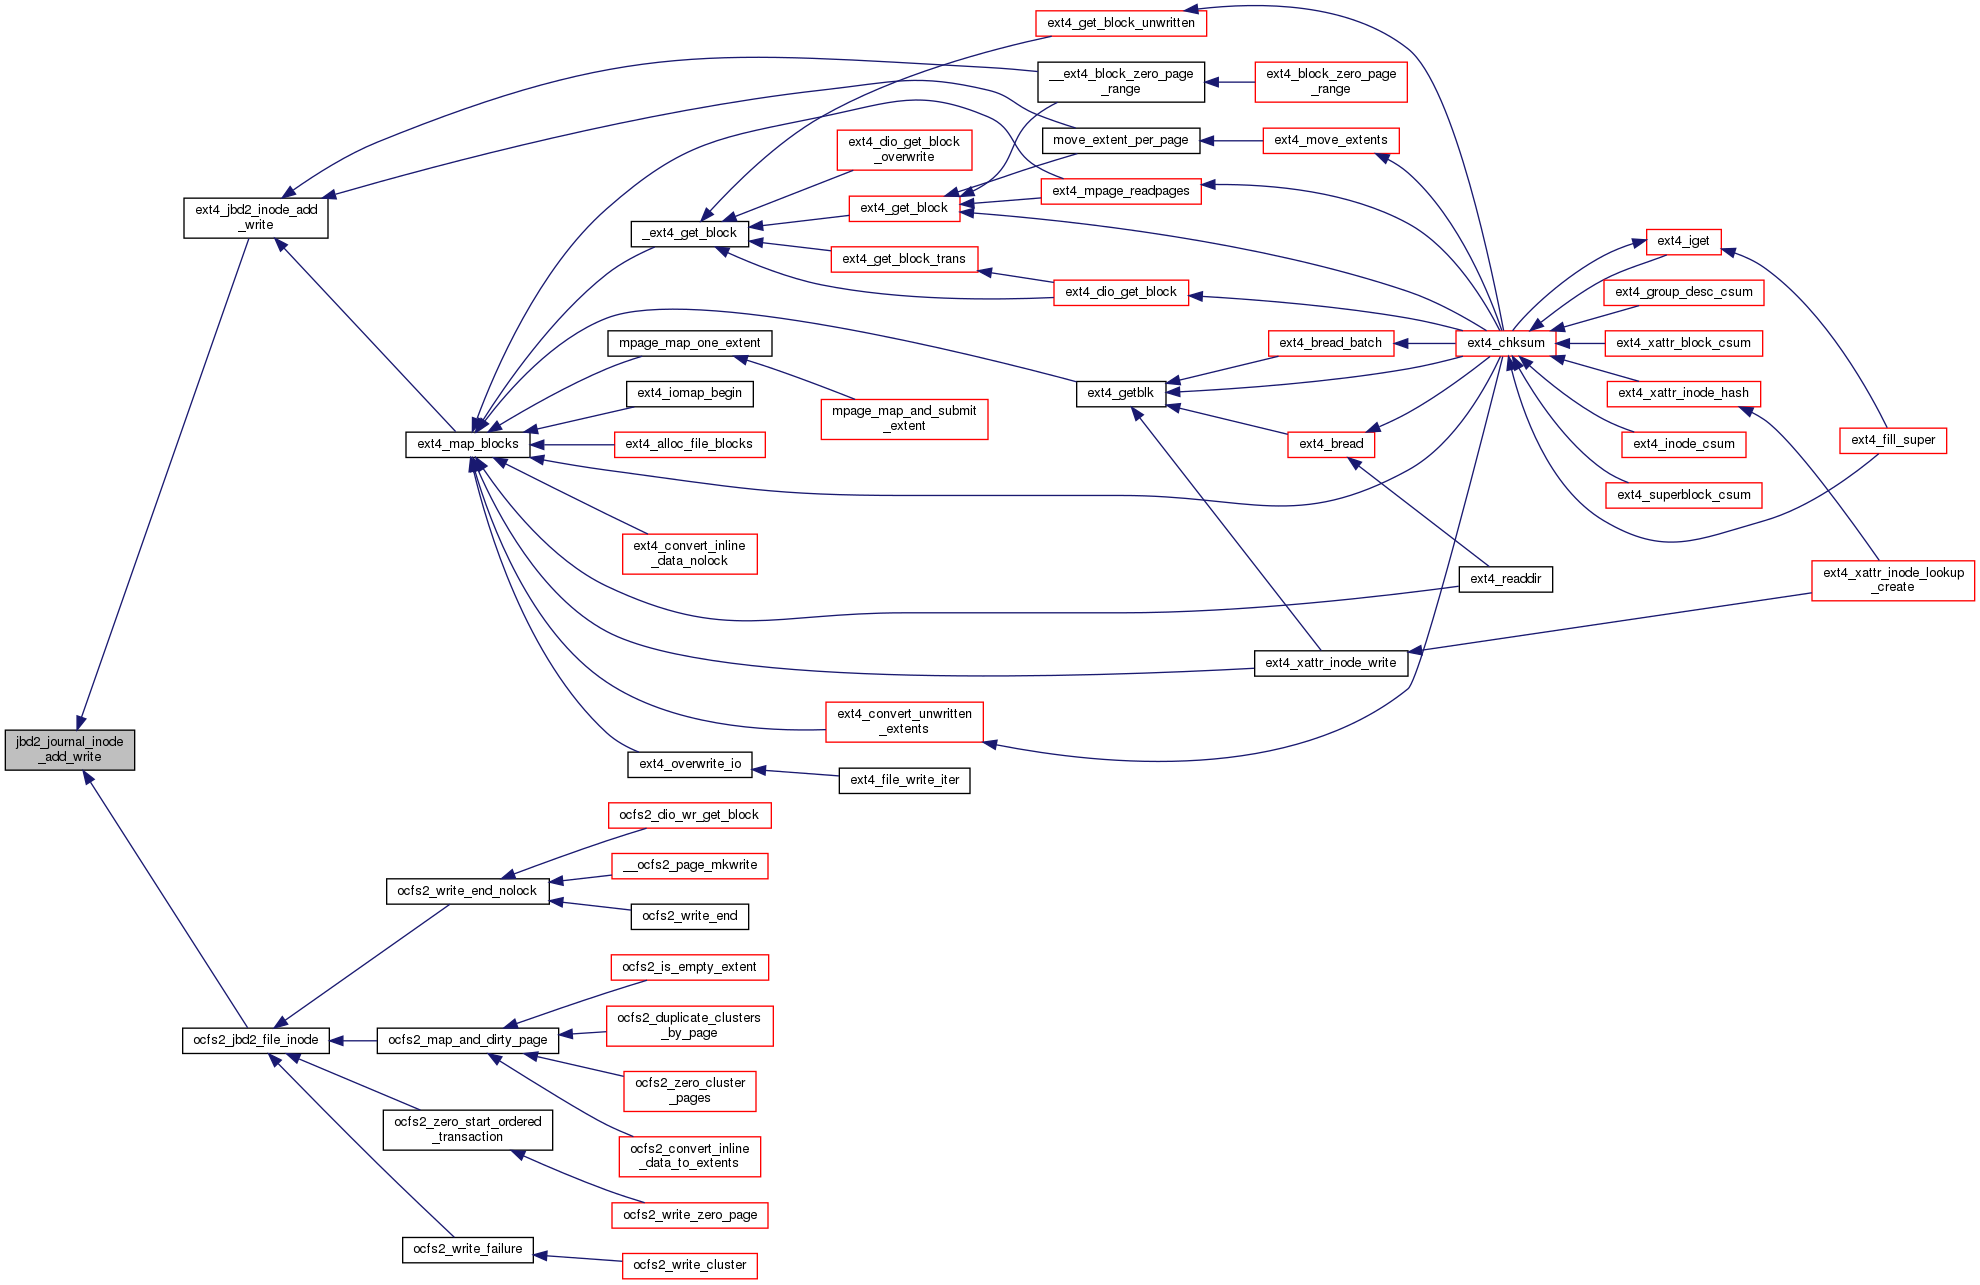 ext4_get_block_unwritten
__ext4_block_zero_page
_range
ext4_block_zero_page
_range
ext4_dio_get_block
_overwrite
move_extent_per_page
ext4_move_extents
ext4_mpage_readpages
ext4_jbd2_inode_add
_write
ext4_get_block
_ext4_get_block
ext4_iget
ext4_get_block_trans
ext4_dio_get_block
ext4_group_desc_csum
mpage_map_one_extent
ext4_bread_batch
ext4_chksum
ext4_xattr_block_csum
ext4_iomap_begin
ext4_getblk
ext4_xattr_inode_hash
mpage_map_and_submit
_extent
ext4_map_blocks
ext4_alloc_file_blocks
ext4_bread
ext4_inode_csum
ext4_fill_super
ext4_superblock_csum
ext4_convert_inline
_data_nolock
ext4_readdir
ext4_xattr_inode_lookup
_create
ext4_xattr_inode_write
ext4_convert_unwritten
_extents
jbd2_journal_inode
_add_write
ext4_overwrite_io
ext4_file_write_iter
ocfs2_dio_wr_get_block
__ocfs2_page_mkwrite
ocfs2_write_end_nolock
ocfs2_write_end
ocfs2_is_empty_extent
ocfs2_duplicate_clusters
_by_page
ocfs2_jbd2_file_inode
ocfs2_map_and_dirty_page
ocfs2_zero_cluster
_pages
ocfs2_zero_start_ordered
_transaction
ocfs2_convert_inline
_data_to_extents
ocfs2_write_zero_page
ocfs2_write_failure
ocfs2_write_cluster